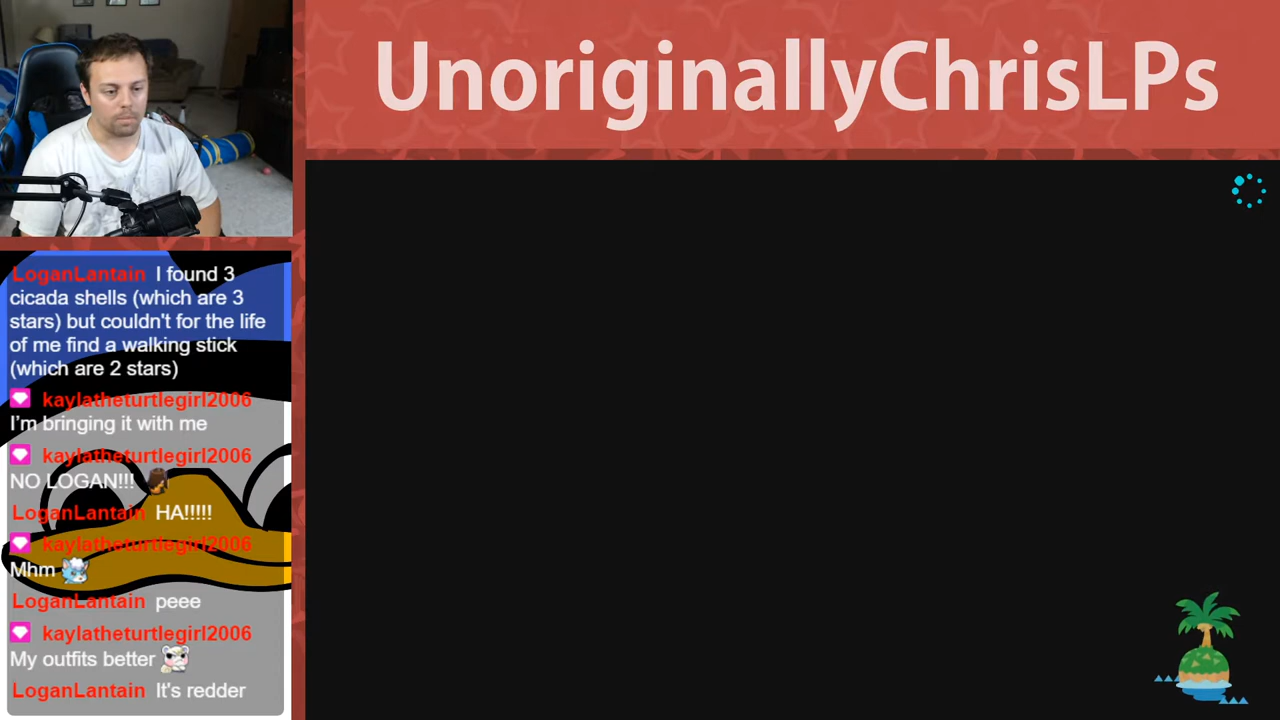 UnoriginallyChrisLPs
LoganLantain I found 3
cicada shells (which are 3
stars) but couldn't for the life
of me find a walking stick
(which are 2 stars)
kaylatheturtlegirl2006
I'm bringing it with me
kaylatheturtlegirl2006
NO LOGAN!!!
LoganLantain HA!!!!!
kaylatheturtlegirl2006
Mhm
LoganLantain peee
kaylatheturtlegirl2006
My outfits better
LoganLantain It's redder